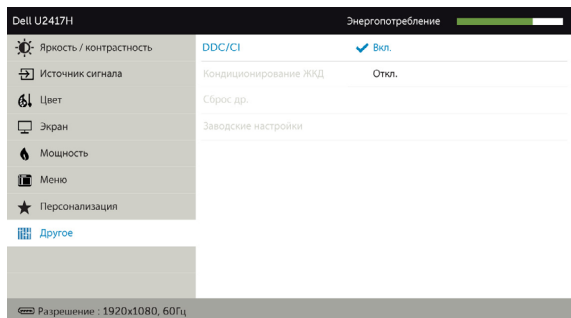 Dell U2417H Энергопотребление
Яркость / контрастность DDC/CI Вкл.
Источник сигнала Кондиционирование ЖКД Откл.
Цвет Сброс др.
Экран Заводские настройки
Мощность
Меню
Персонализация
Другое
Разрешение : 1920x1080, 60Гц